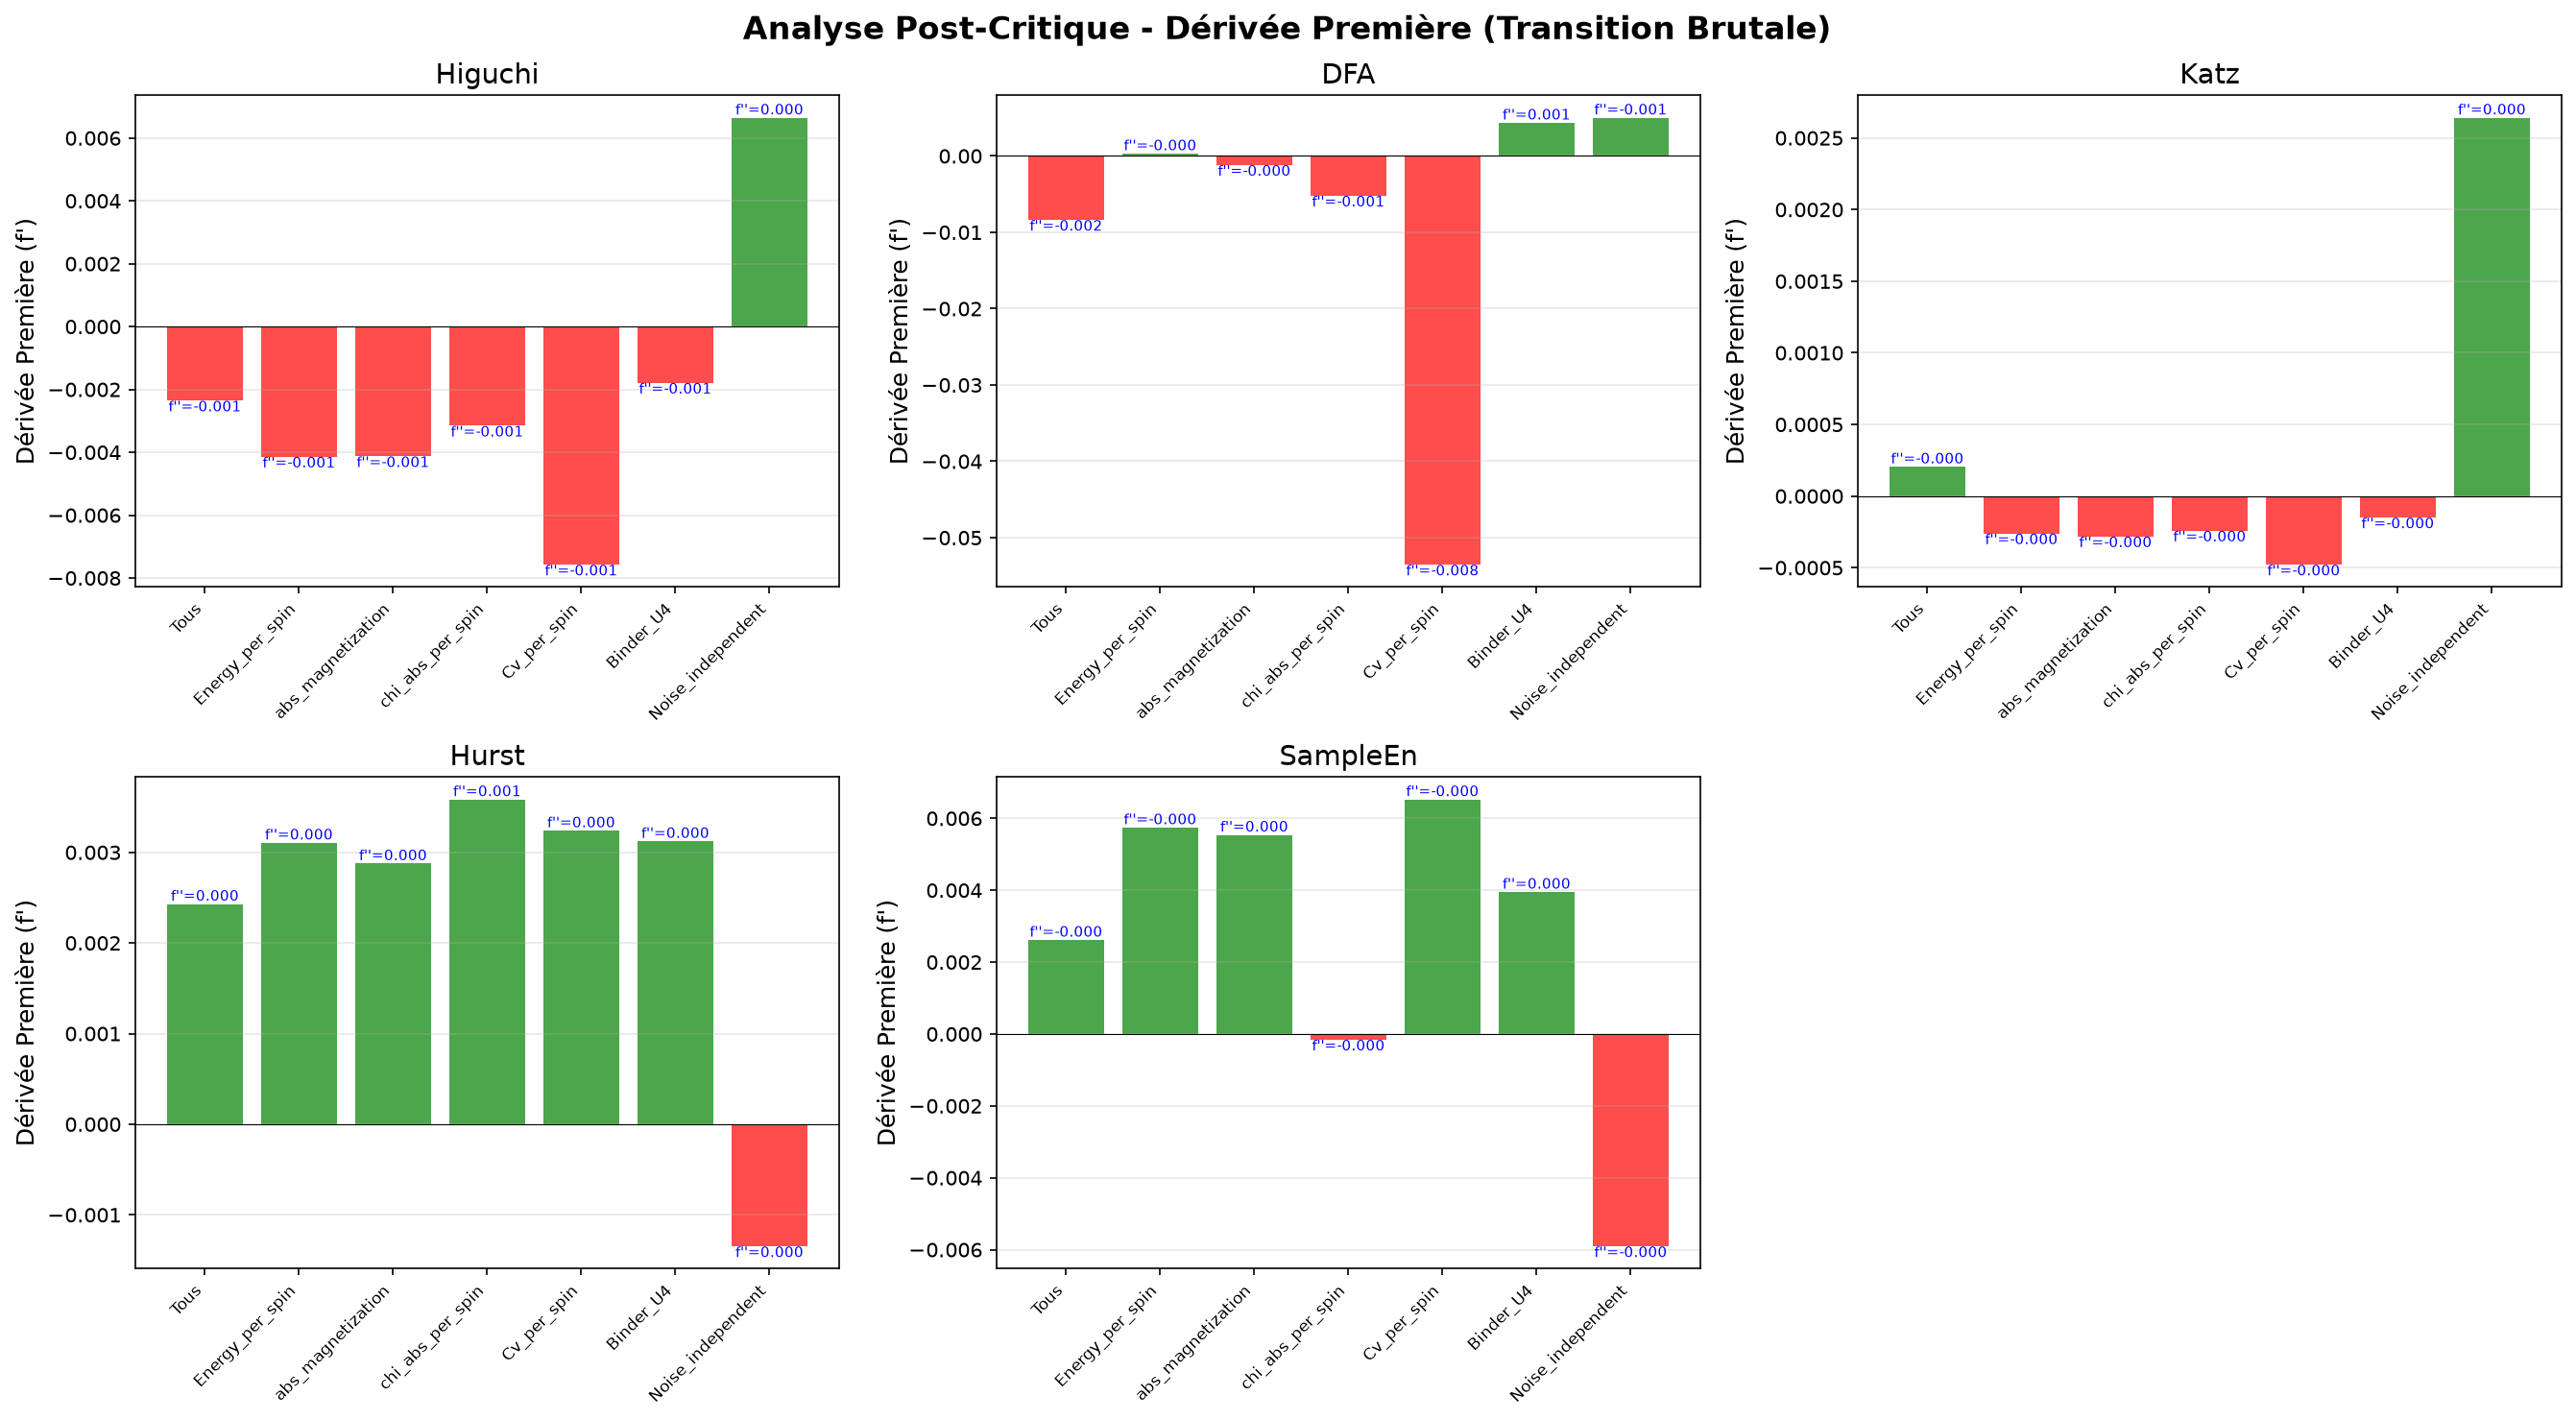 Analyse Post-Critique - Dérivée Première (Transition Brutale)
Higuchi
Dérivée Première (f')
0.006
0.004
0.002
0.000
−0.002
−0.004
−0.006
−0.008
f''=-0.001
f''=-0.001
f''=-0.001
f''=-0.001
f''=-0.001
f''=-0.001
f''=0.000
Tous
Energy_per_spin
abs_magnetization
chi_abs_per_spin
Cv_per_spin
Binder_U4
Noise_independent
DFA
Dérivée Première (f')
0.00
−0.01
−0.02
−0.03
−0.04
−0.05
f''=-0.002
f''=-0.000
f''=-0.000
f''=-0.001
f''=-0.008
f''=0.001
f''=-0.001
Tous
Energy_per_spin
abs_magnetization
chi_abs_per_spin
Cv_per_spin
Binder_U4
Noise_independent
Katz
Dérivée Première (f')
0.0025
0.0020
0.0015
0.0010
0.0005
0.0000
−0.0005
f''=-0.000
f''=-0.000
f''=-0.000
f''=-0.000
f''=-0.000
f''=-0.000
f''=0.000
Tous
Energy_per_spin
abs_magnetization
chi_abs_per_spin
Cv_per_spin
Binder_U4
Noise_independent
Hurst
Dérivée Première (f')
0.003
0.002
0.001
0.000
−0.001
f''=0.000
f''=0.000
f''=0.000
f''=0.001
f''=0.000
f''=0.000
f''=0.000
Tous
Energy_per_spin
abs_magnetization
chi_abs_per_spin
Cv_per_spin
Binder_U4
Noise_independent
SampleEn
Dérivée Première (f')
0.006
0.004
0.002
0.000
−0.002
−0.004
−0.006
f''=-0.000
f''=-0.000
f''=0.000
f''=-0.000
f''=-0.000
f''=0.000
f''=-0.000
Tous
Energy_per_spin
abs_magnetization
chi_abs_per_spin
Cv_per_spin
Binder_U4
Noise_independent